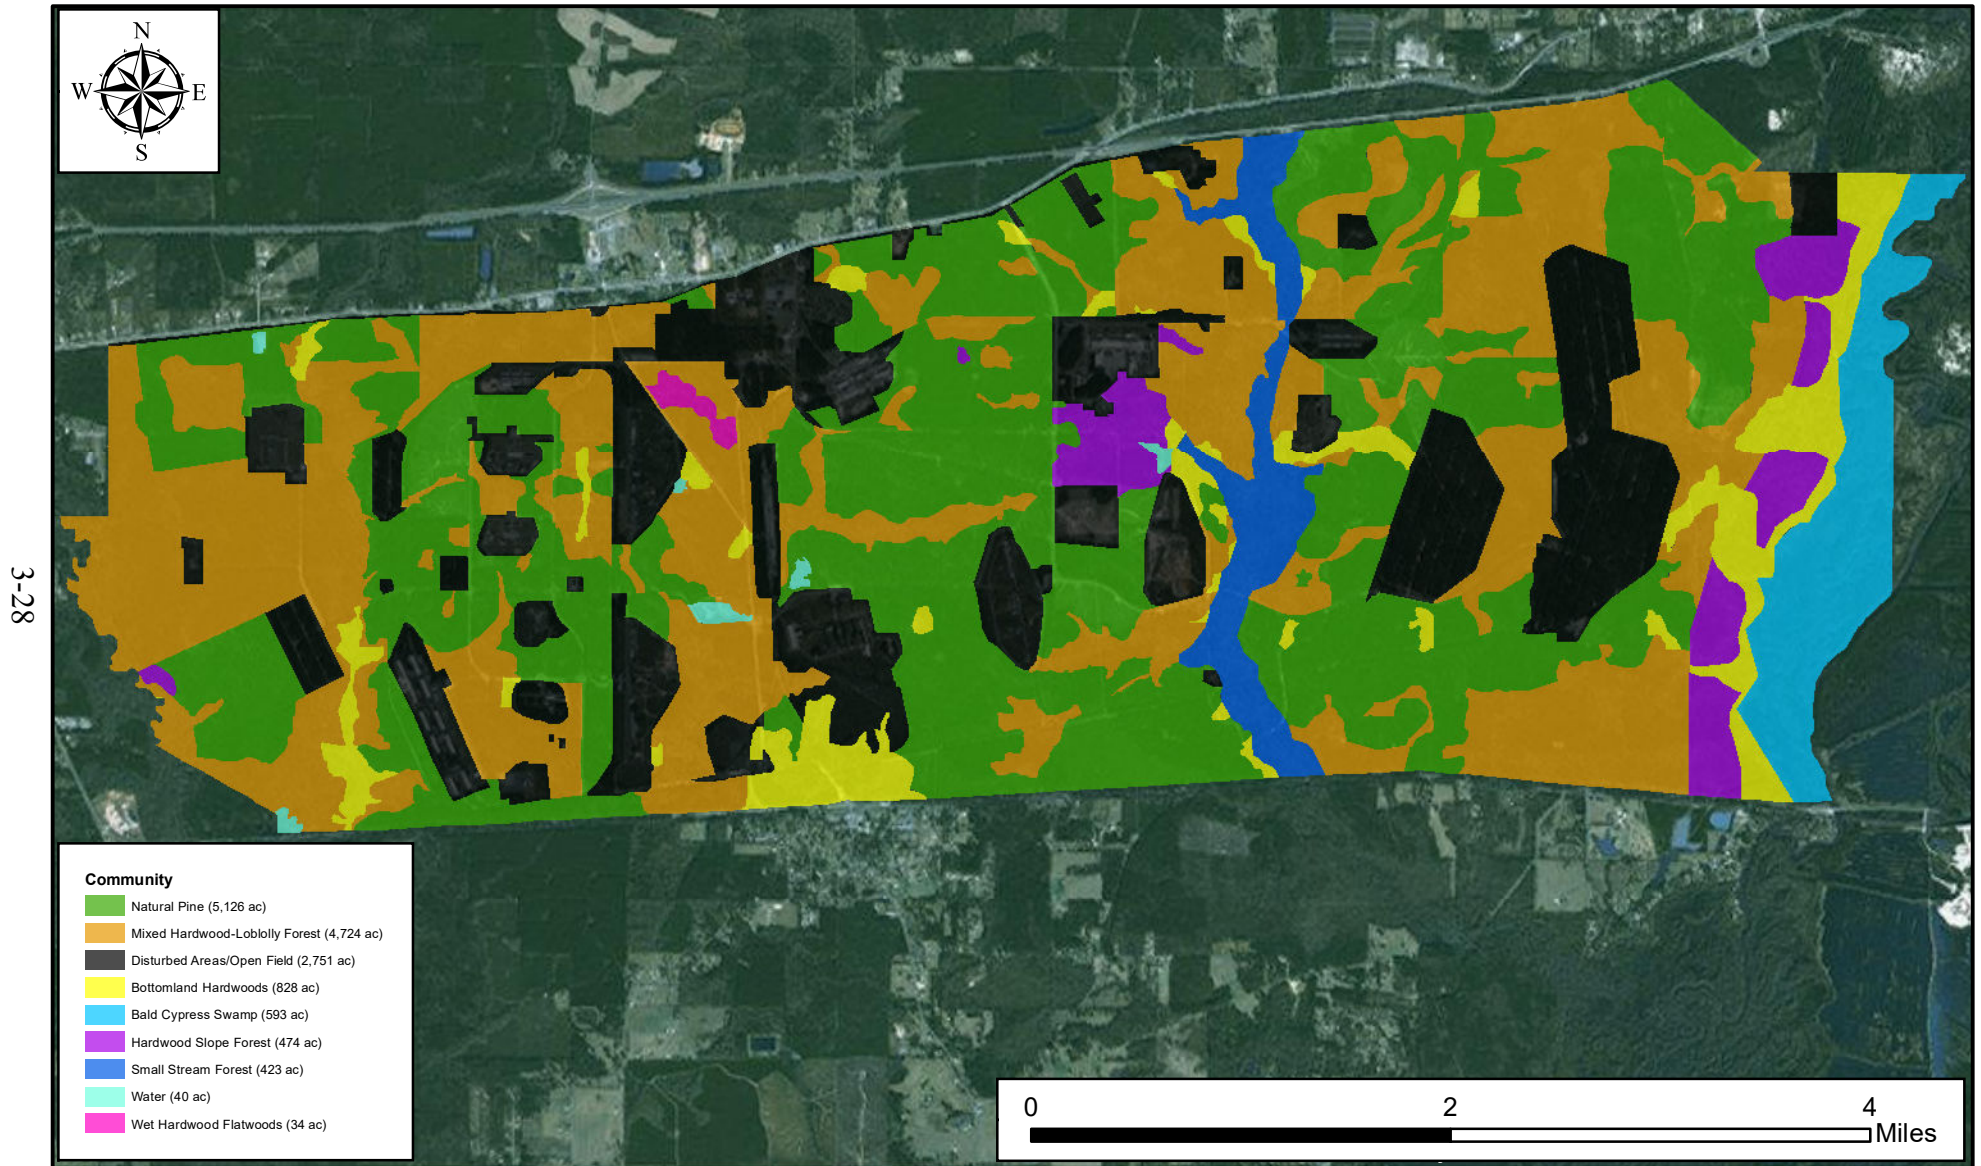 N
W E
S
3-28
Community
Natural Pine (5,126 ac)
Mixed Hardwood-Loblolly Forest (4,724 ac)
Disturbed Areas/Open Field (2,751 ac)
Bottomland Hardwoods (828 ac)
Bald Cypress Swamp (593 ac)
Hardwood Slope Forest (474 ac)
Small Stream Forest (423 ac)
Water (40 ac)
Wet Hardwood Flatwoods (34 ac)
0 2 4
Miles